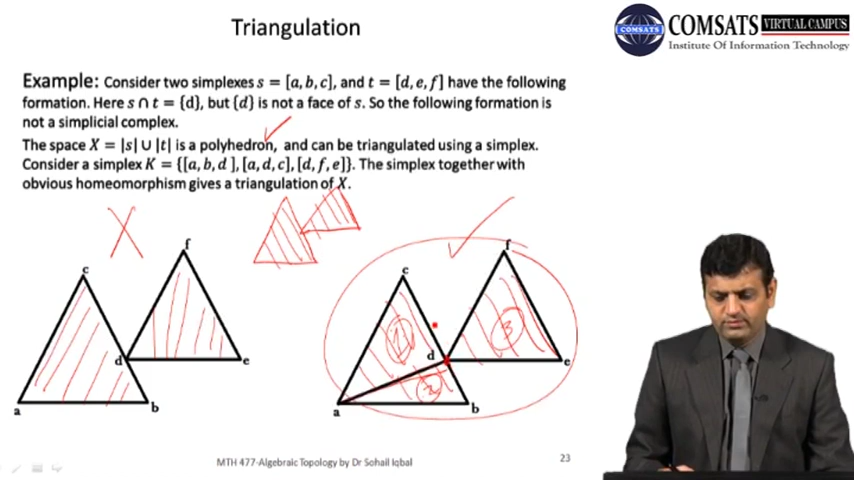 Triangulation
COMSATS VIRTUAL CAMPUS
Institute Of Information Technology
COMSATS
Example: Consider two simplexes s = [a, b, c], and t = [d, e, f] have the following
formation. Here s ∩ t = {d}, but {d} is not a face of s. So the following formation is
not a simplicial complex.
The space X = |s| ∪ |t| is a polyhedron, and can be triangulated using a simplex.
Consider a simplex K = {[a, b, d ], [a, d, c], [d, f, e]}. The simplex together with
obvious homeomorphism gives a triangulation of X.
f
c
d
e
a
b
f
c
1
3
d
e
2
a
b
MTH 477-Algebraic Topology by Dr Sohail Iqbal
23